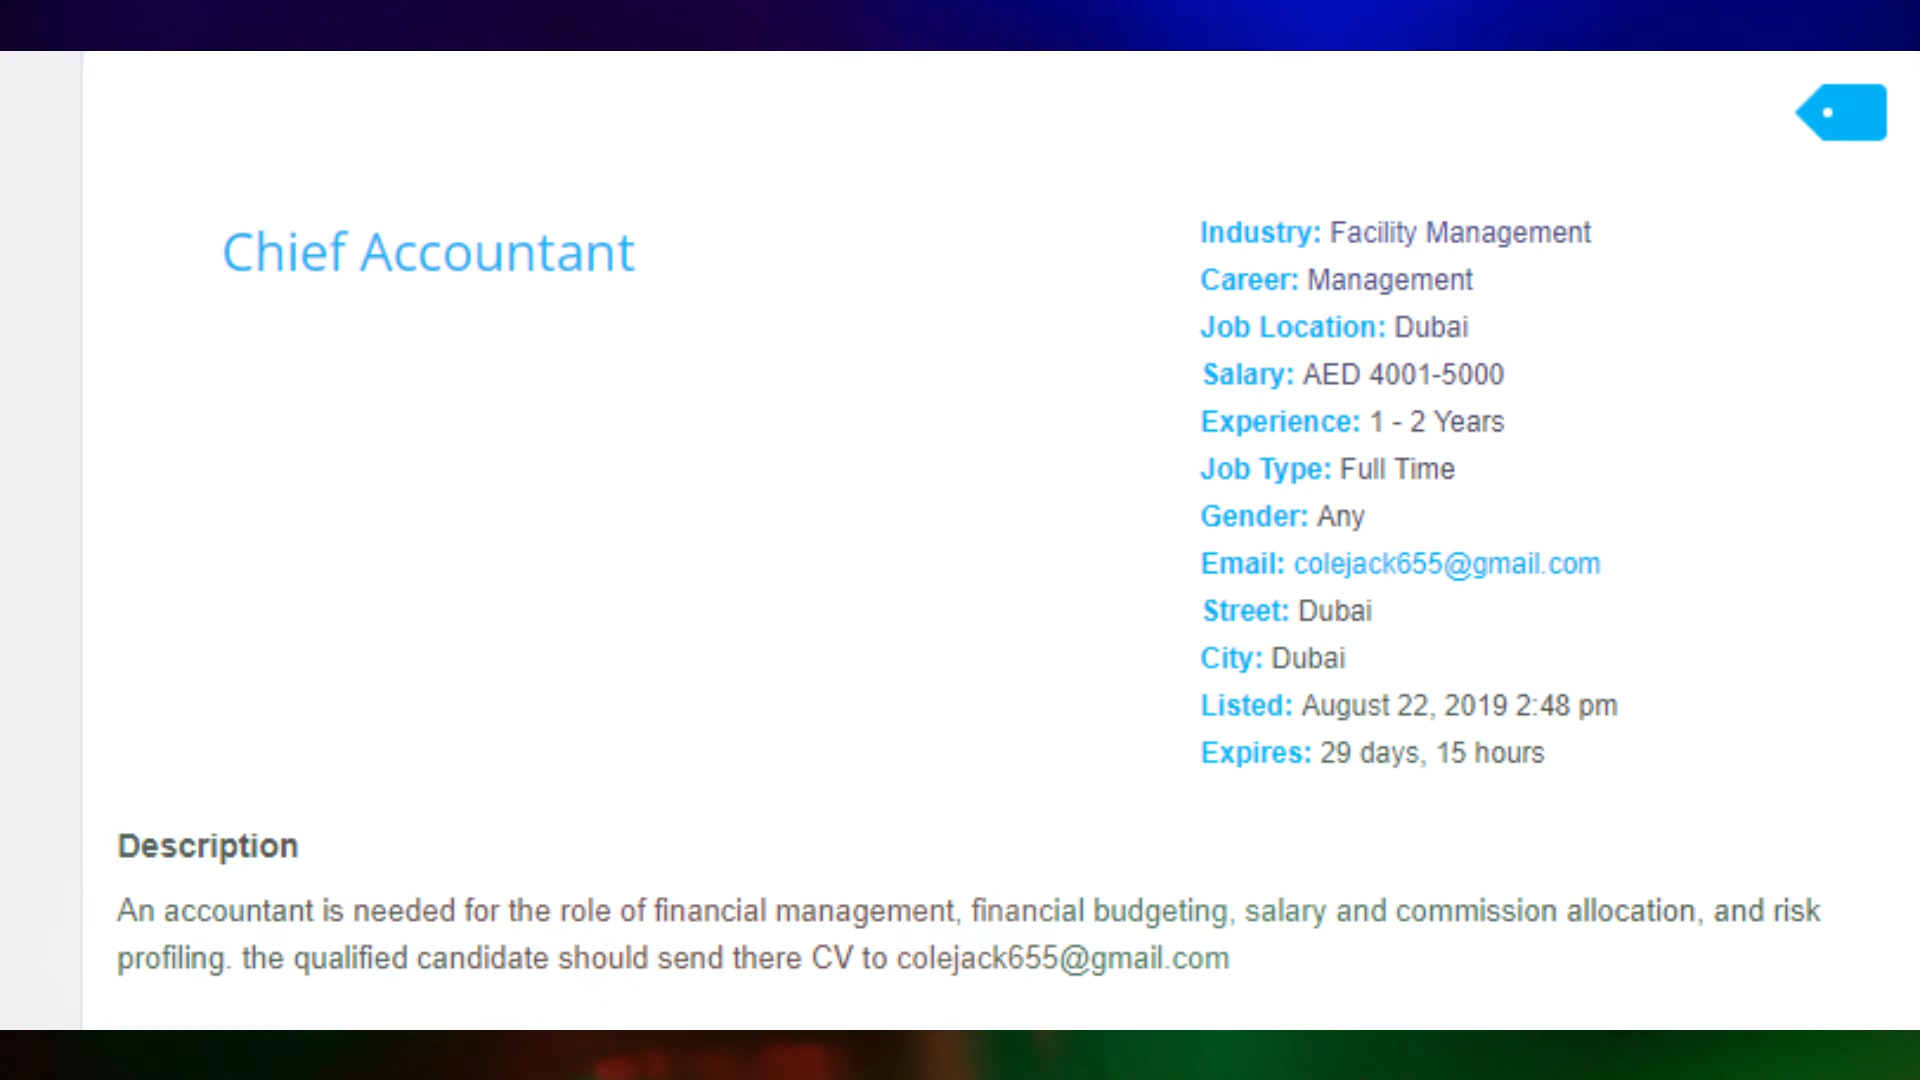 Chief Accountant
Industry: Facility Management
Career: Management
Job Location: Dubai
Salary: AED 4001-5000
Experience: 1 - 2 Years
Job Type: Full Time
Gender: Any
Email: colejack655@gmail.com
Street: Dubai
City: Dubai
Listed: August 22, 2019 2:48 pm
Expires: 29 days, 15 hours
Description
An accountant is needed for the role of financial management, financial budgeting, salary and commission allocation, and risk
profiling. the qualified candidate should send there CV to colejack655@gmail.com